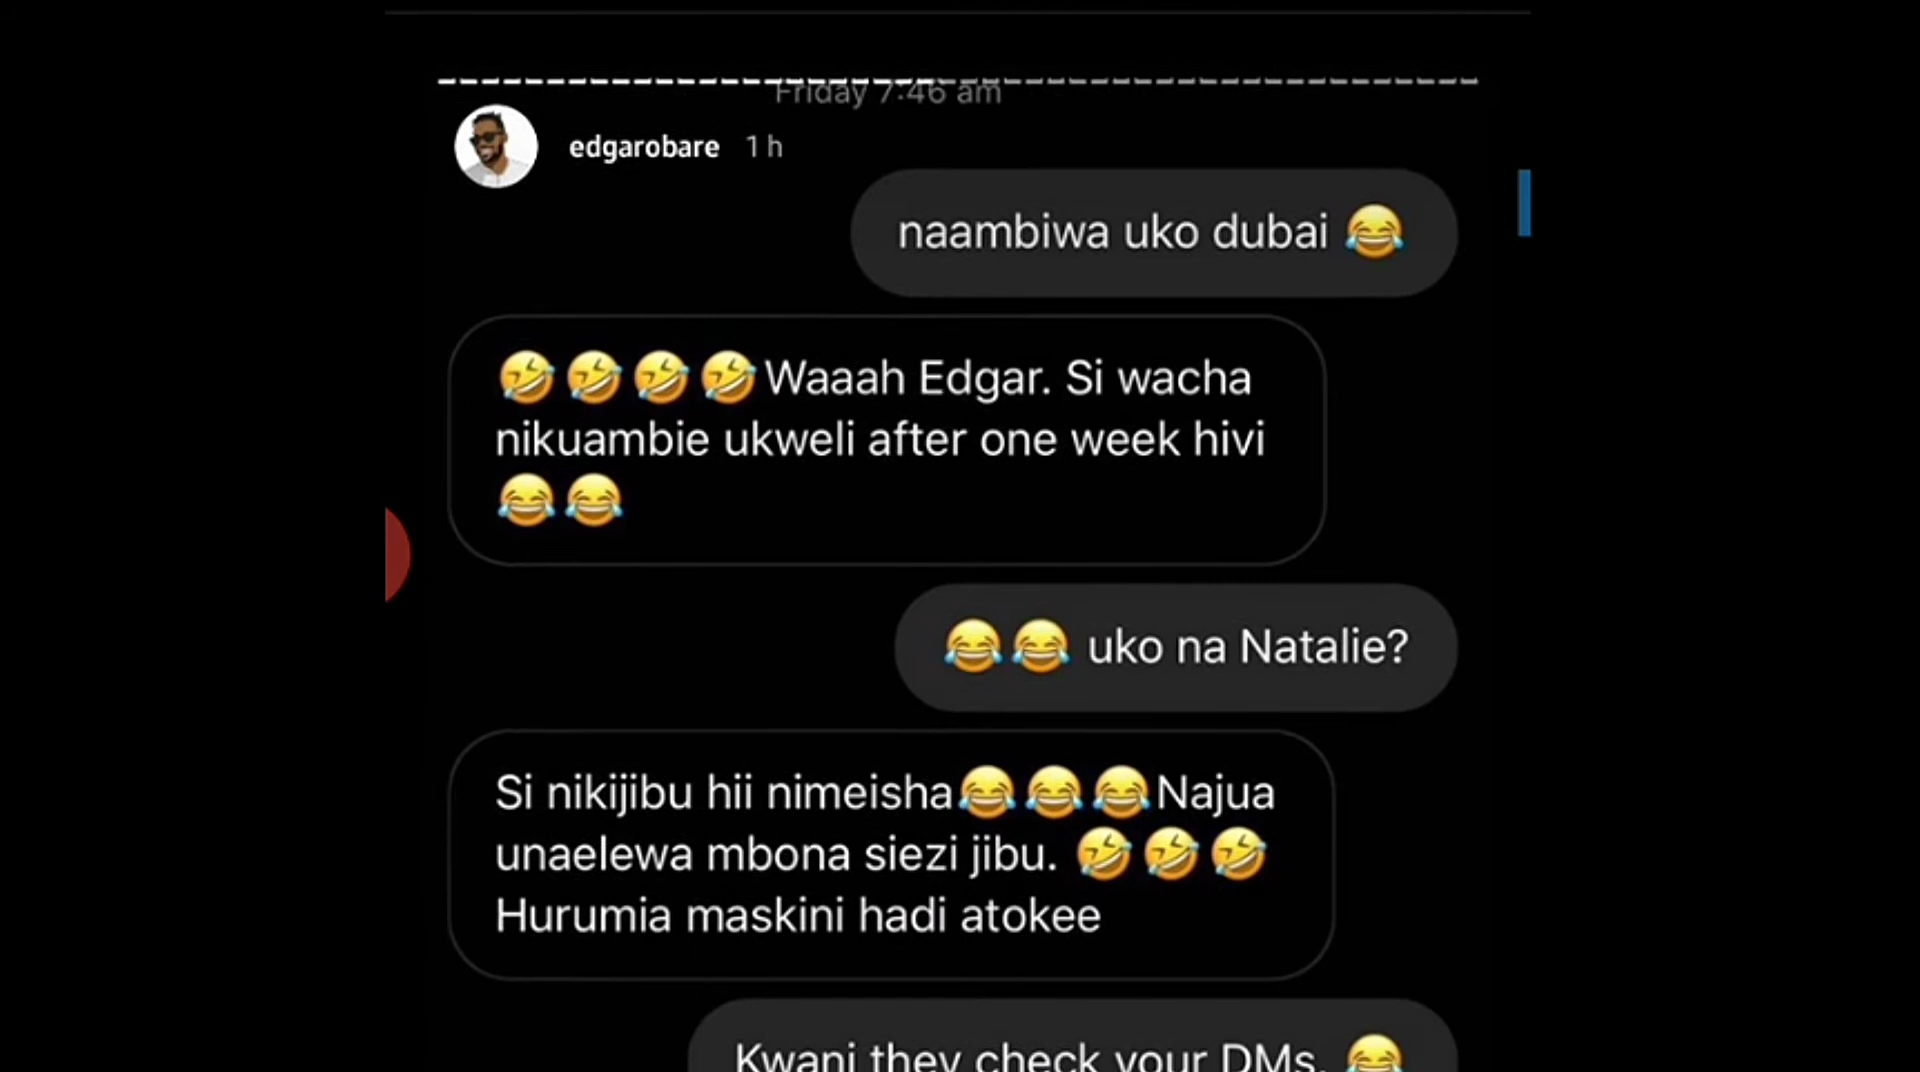 Friday 7:46 am
edgarobare 1 h
naambiwa uko dubai 😂
🤣🤣🤣🤣Waaah Edgar. Si wacha
nikuambie ukweli after one week hivi
😂😂
😂😂 uko na Natalie?
Si nikijibu hii nimeisha😂😂😂Najua
unaelewa mbona siezi jibu. 🤣🤣🤣
Hurumia maskini hadi atokee
Kwani they check your DMs. 😂